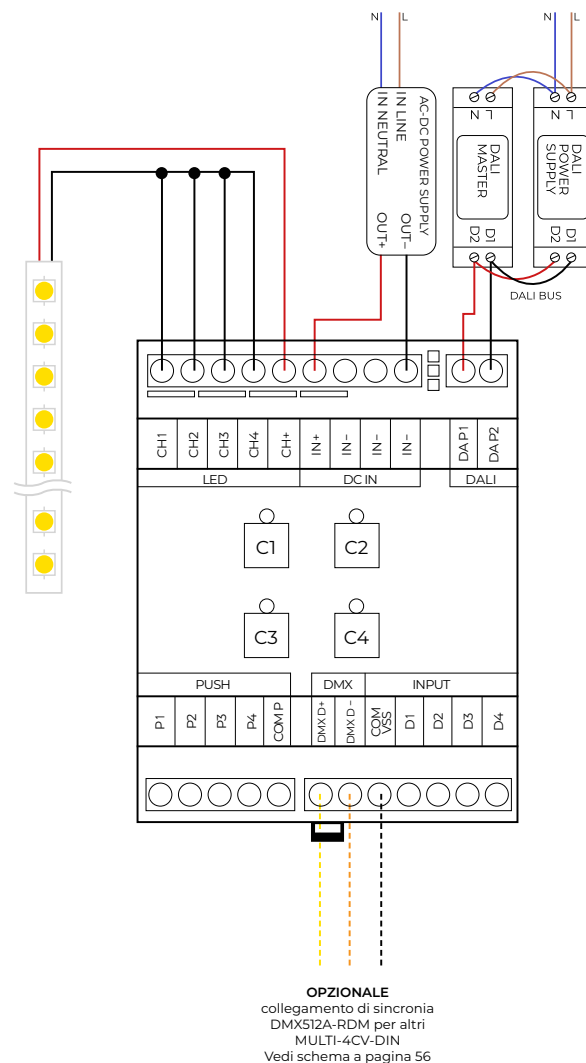 N
L
N
L
IN NEUTRAL
IN LINE
AC-DC POWER SUPPLY
OUT+
OUT-
N
L
DALI
MASTER
D2
D1
N
L
DALI
POWER
SUPPLY
D2
D1
DALI BUS
CH1
CH2
CH3
CH4
CH+
IN+
IN-
IN-
IN-
DA P1
DA P2
LED
DC IN
DALI
C1
C2
C3
C4
PUSH
DMX
INPUT
P1
P2
P3
P4
COM P
DMX D+
DMX D -
COM
VSS
D1
D2
D3
D4
OPZIONALE
collegamento di sincronia
DMX512A-RDM per altri
MULTI-4CV-DIN
Vedi schema a pagina 56